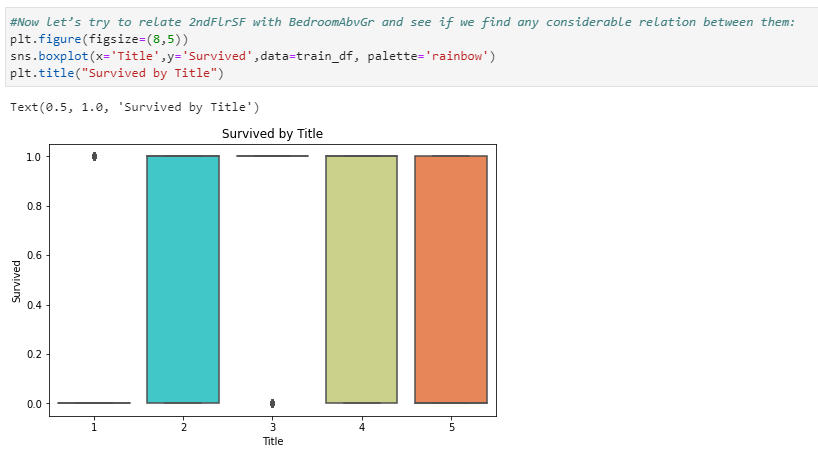 #Now let’s try to relate 2ndFlrSF with BedroomAbvGr and see if we find any considerable relation between them:
plt.figure(figsize=(8,5))
sns.boxplot(x='Title',y='Survived',data=train_df, palette='rainbow')
plt.title("Survived by Title")
Text(0.5, 1.0, 'Survived by Title')
Survived by Title
1.0
0.8
0.6
0.4
0.2
0.0
Survived
1 2 3 4 5
Title